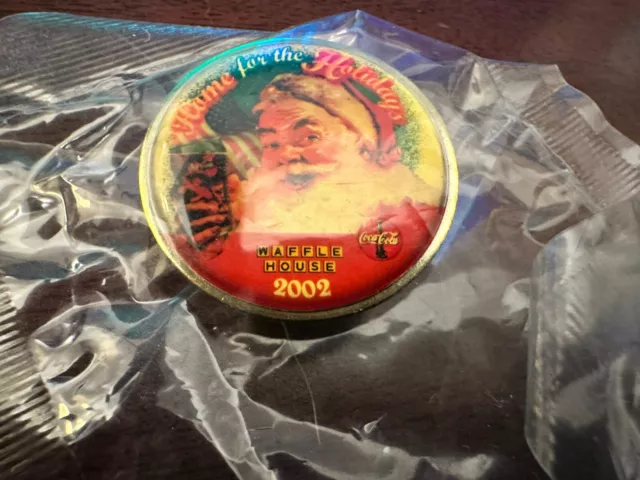 Home for the Holidays
WAFFLE
HOUSE
Coca-Cola
2002